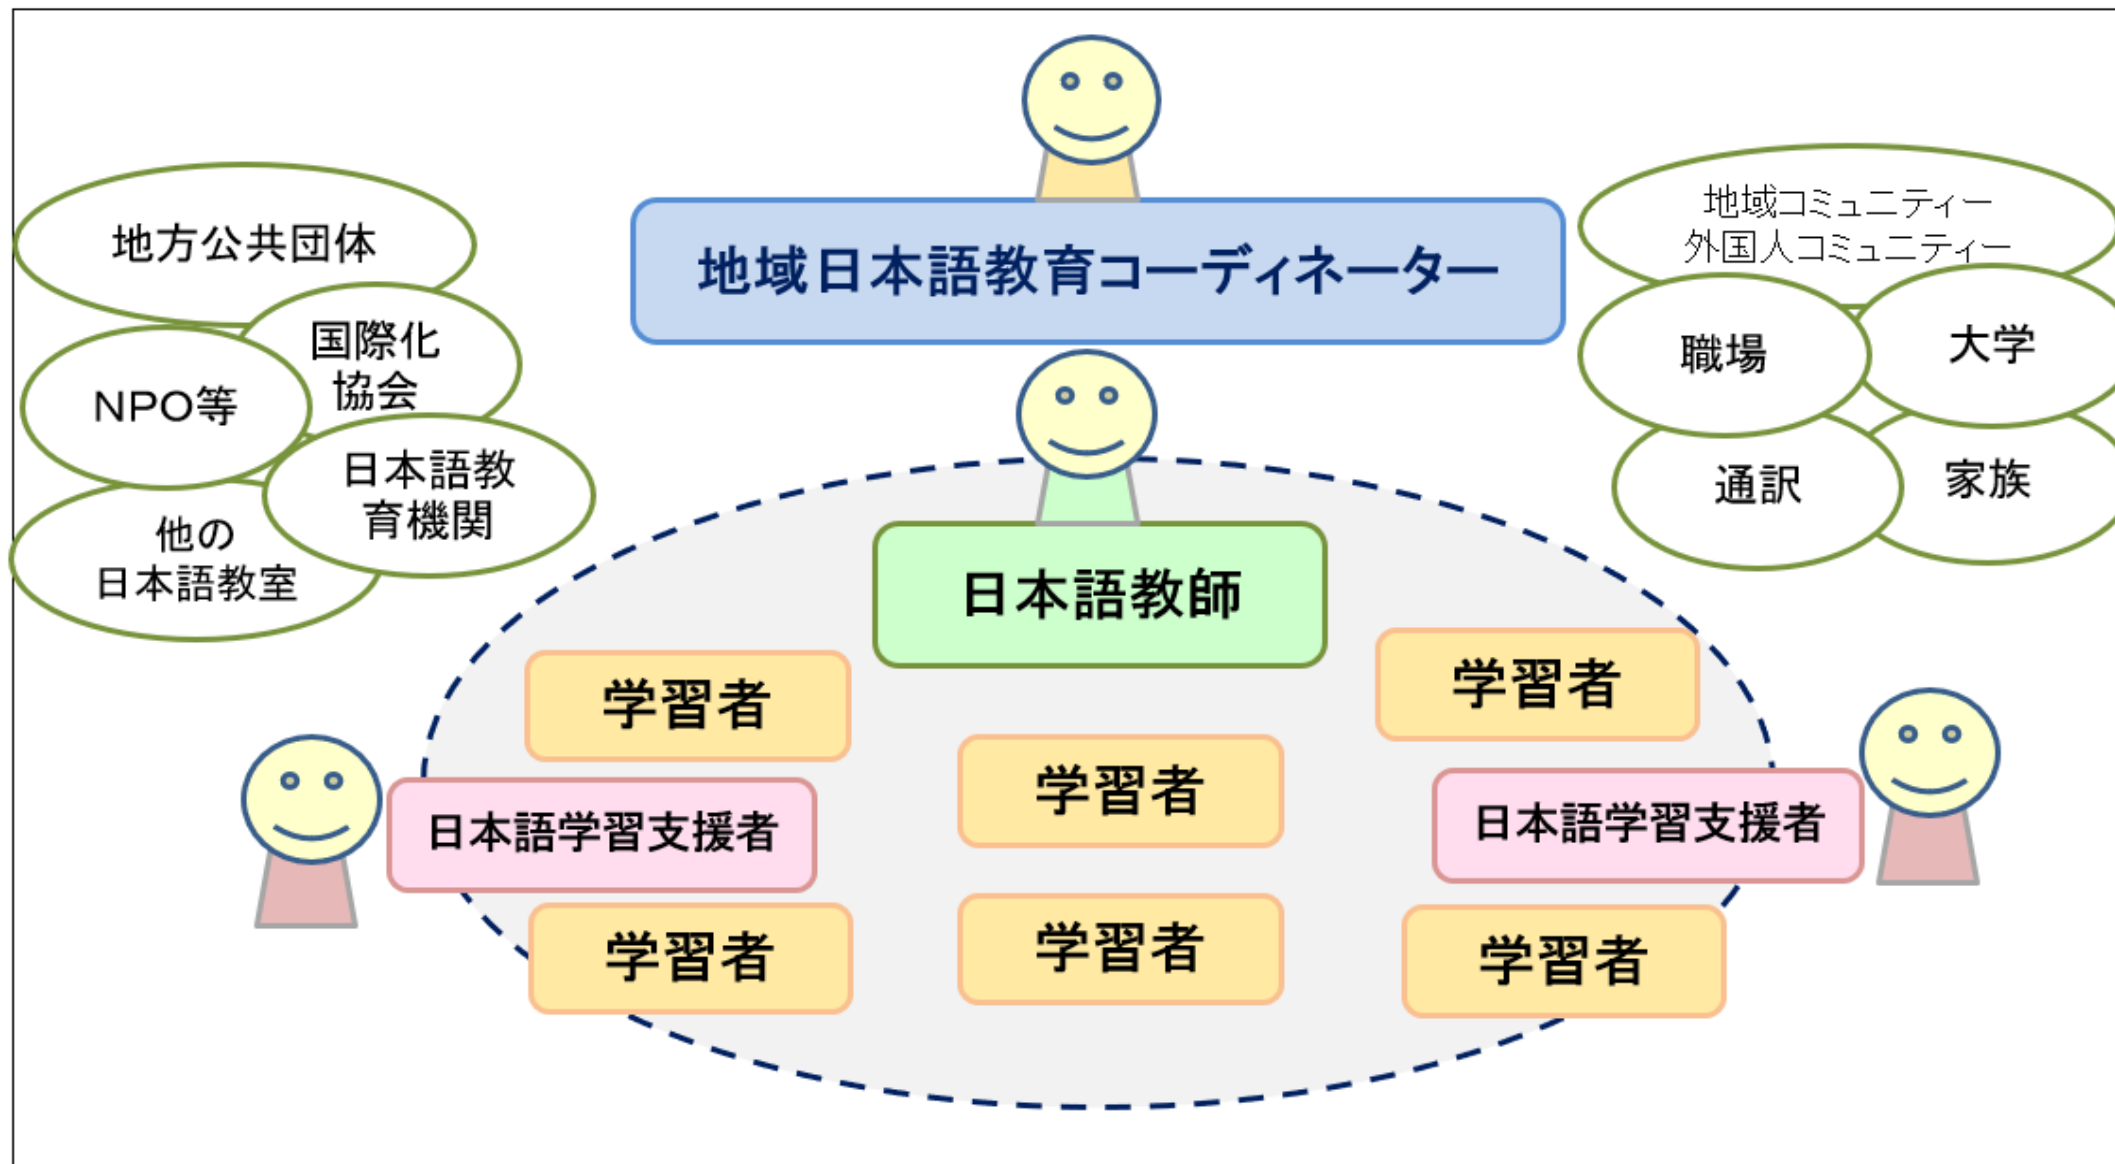 地域日本語教育コーディネーター
地方公共団体
国際化
協会
NPO等
日本語教
育機関
他の
日本語教室
地域コミュニティー
外国人コミュニティー
職場
大学
通訳
家族
日本語教師
学習者
学習者
学習者
日本語学習支援者
日本語学習支援者
学習者
学習者
学習者